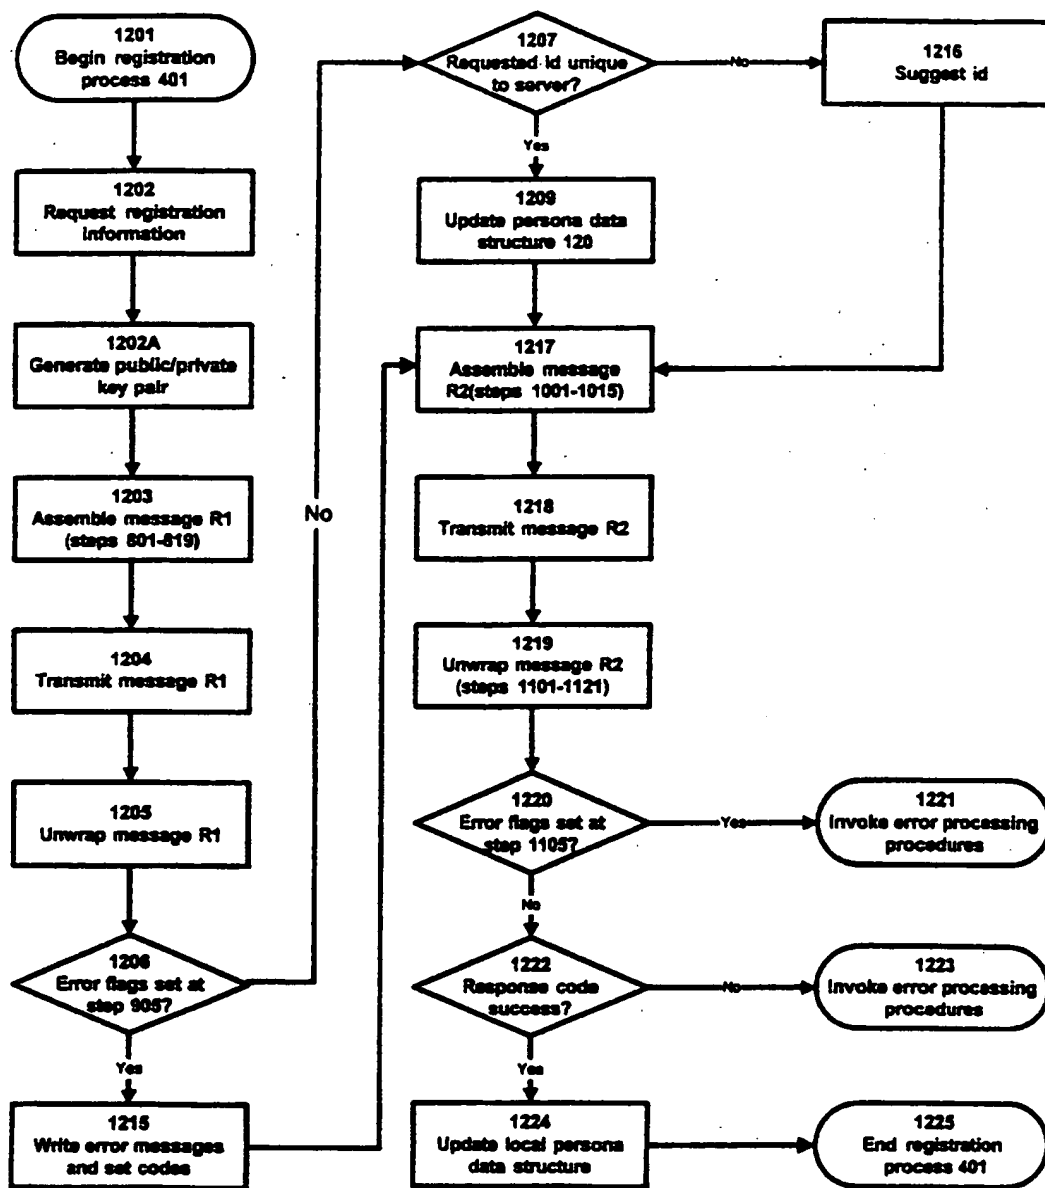 1201
Begin registration
process 401
1202
Request registration
information
1202A
Generate public/private
key pair
1203
Assemble message R1
(steps 801-819)
1204
Transmit message R1
1205
Unwrap message R1
1206
Error flags set at
step 905?
Yes
1215
Write error messages
and set codes
No
1207
Requested id unique
to server?
No
1216
Suggest id
Yes
1209
Update persona data
structure 120
1217
Assemble message
R2(steps 1001-1015)
1218
Transmit message R2
1219
Unwrap message R2
(steps 1101-1121)
1220
Error flags set at
step 1105?
Yes
1221
Invoke error processing
procedures
No
1222
Response code
success?
No
1223
Invoke error processing
procedures
Yes
1224
Update local persona
data structure
1225
End registration
process 401